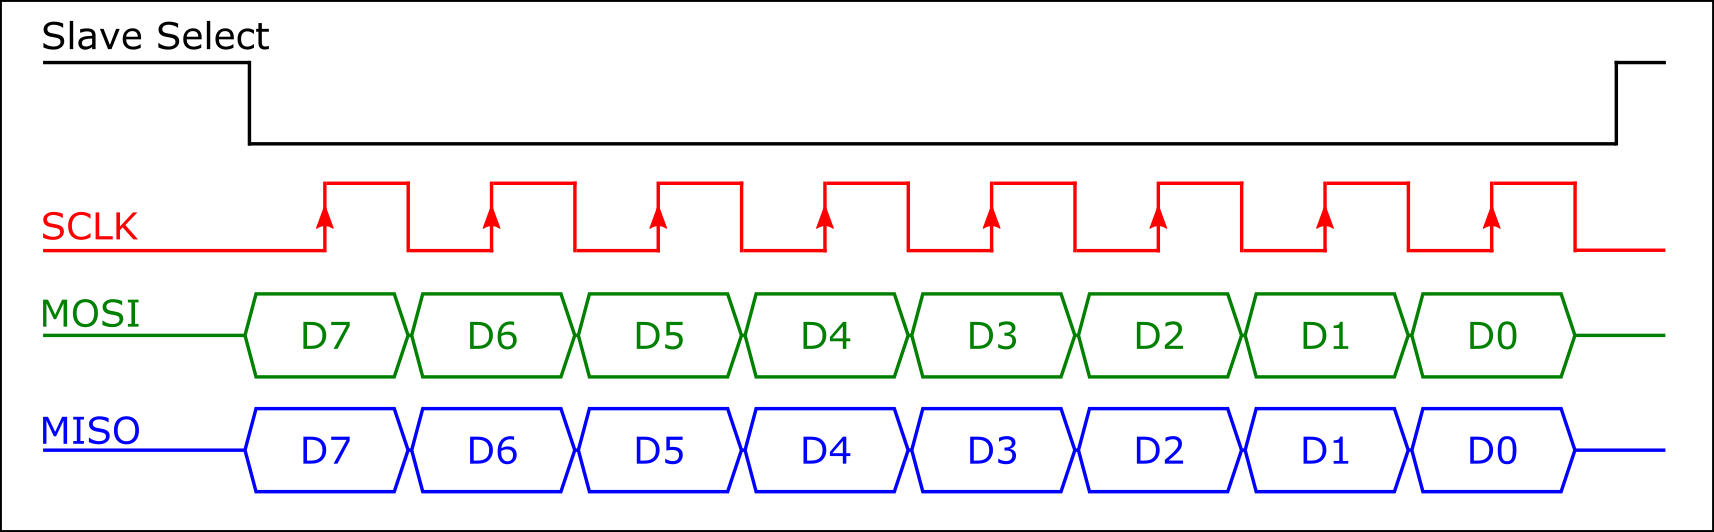 Slave Select
SCLK
MOSI
D7 D6 D5 D4 D3 D2 D1 D0
MISO
D7 D6 D5 D4 D3 D2 D1 D0